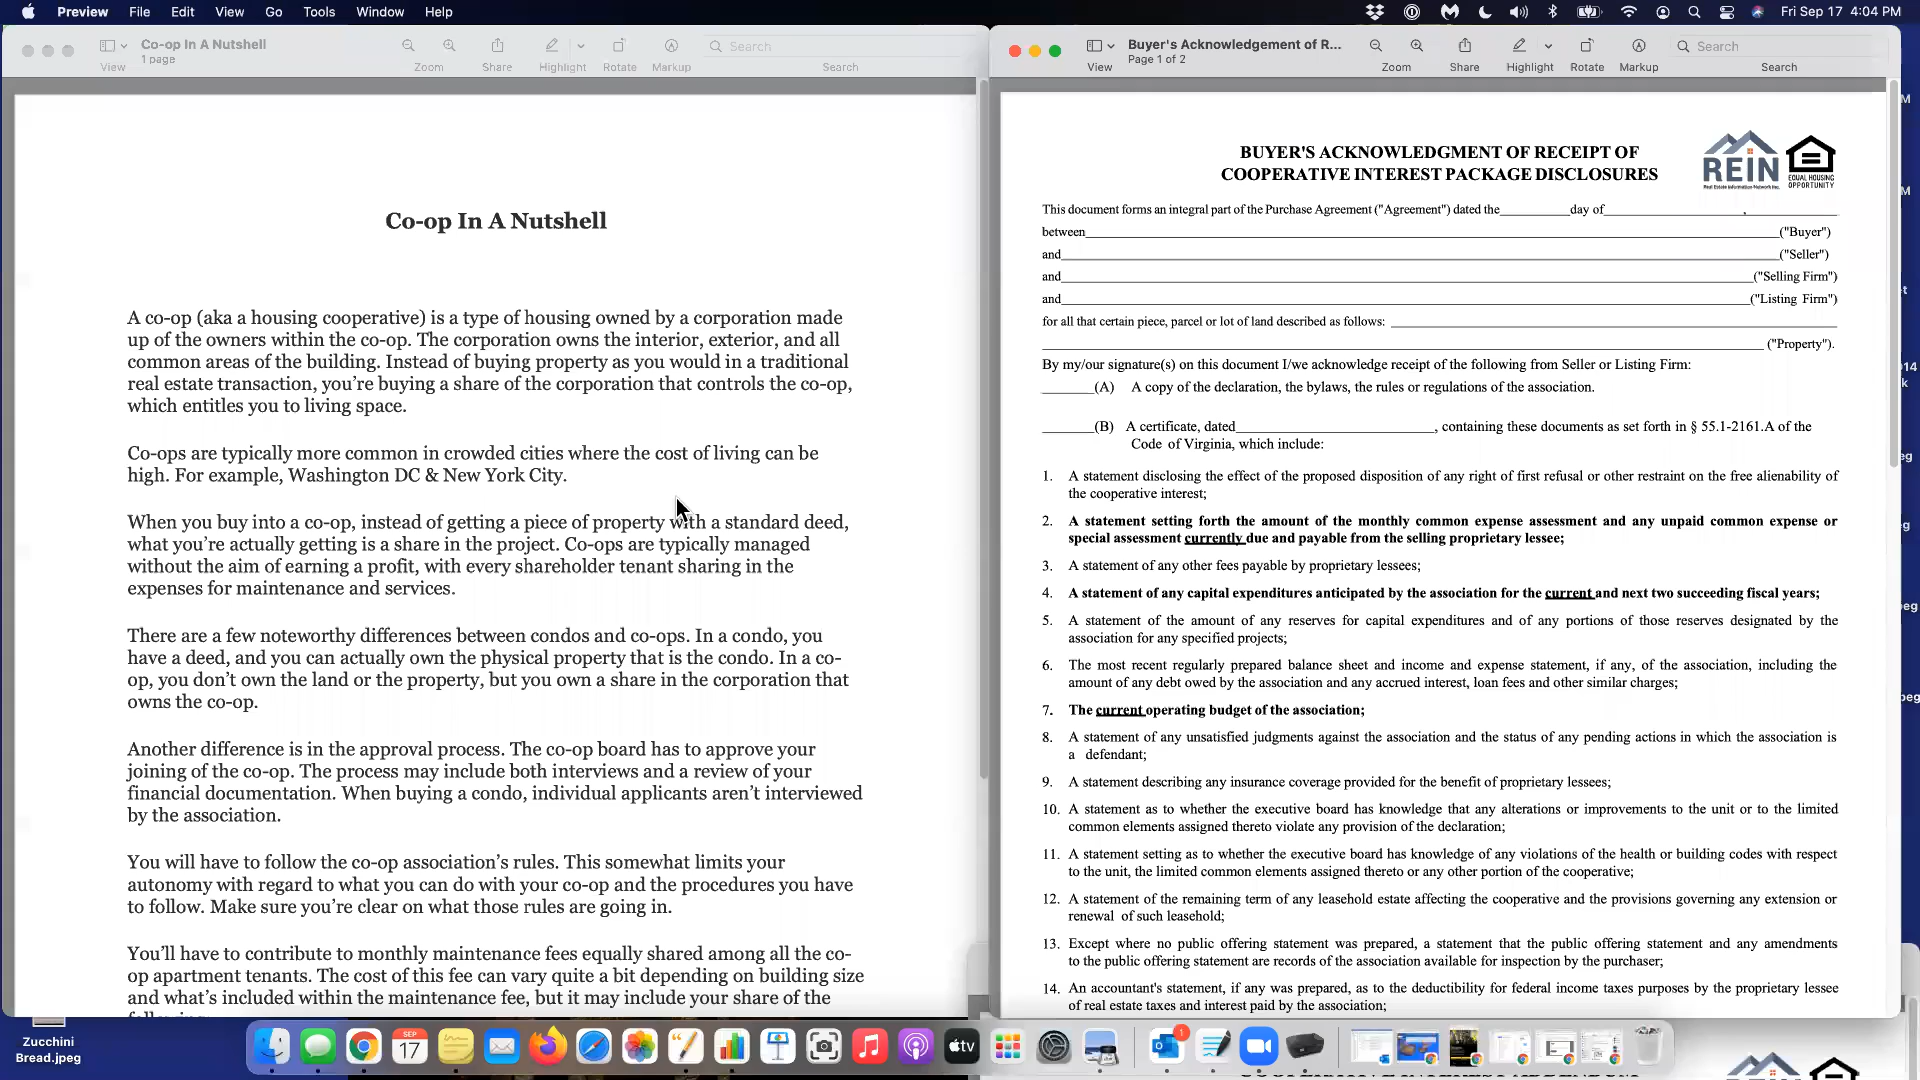 Preview File Edit View Go Tools Window Help
Fri Sep 17 4:04 PM
Co-op In A Nutshell
1 page
View Zoom Share Highlight Rotate Markup Search
Search
Co-op In A Nutshell
A co-op (aka a housing cooperative) is a type of housing owned by a corporation made
up of the owners within the co-op. The corporation owns the interior, exterior, and all
common areas of the building. Instead of buying property as you would in a traditional
real estate transaction, you're buying a share of the corporation that controls the co-op,
which entitles you to living space.
Co-ops are typically more common in crowded cities where the cost of living can be
high. For example, Washington DC & New York City.
When you buy into a co-op, instead of getting a piece of property with a standard deed,
what you're actually getting is a share in the project. Co-ops are typically managed
without the aim of earning a profit, with every shareholder tenant sharing in the
expenses for maintenance and services.
There are a few noteworthy differences between condos and co-ops. In a condo, you
have a deed, and you can actually own the physical property that is the condo. In a co-
op, you don't own the land or the property, but you own a share in the corporation that
owns the co-op.
Another difference is in the approval process. The co-op board has to approve your
joining of the co-op. The process may include both interviews and a review of your
financial documentation. When buying a condo, individual applicants aren't interviewed
by the association.
You will have to follow the co-op association's rules. This somewhat limits your
autonomy with regard to what you can do with your co-op and the procedures you have
to follow. Make sure you're clear on what those rules are going in.
You'll have to contribute to monthly maintenance fees equally shared among all the co-
op apartment tenants. The cost of this fee can vary quite a bit depending on building size
and what's included within the maintenance fee, but it may include your share of the
Buyer's Acknowledgement of R...
Page 1 of 2
View Zoom Share Highlight Rotate Markup Search
Search
BUYER'S ACKNOWLEDGMENT OF RECEIPT OF
COOPERATIVE INTEREST PACKAGE DISCLOSURES
REIN
Real Estate Information Network Inc.
EQUAL HOUSING
OPPORTUNITY
This document forms an integral part of the Purchase Agreement ("Agreement") dated the__________day of____________________,_____________
between____________________("Buyer")
and____________________("Seller")
and____________________("Selling Firm")
and____________________("Listing Firm")
for all that certain piece, parcel or lot of land described as follows: ____________________
____________________("Property").
By my/our signature(s) on this document I/we acknowledge receipt of the following from Seller or Listing Firm:
_______(A) A copy of the declaration, the bylaws, the rules or regulations of the association.
_______(B) A certificate, dated____________________, containing these documents as set forth in § 55.1-2161.A of the
Code of Virginia, which include:
1. A statement disclosing the effect of the proposed disposition of any right of first refusal or other restraint on the free alienability of
the cooperative interest;
2. A statement setting forth the amount of the monthly common expense assessment and any unpaid common expense or
special assessment currently due and payable from the selling proprietary lessee;
3. A statement of any other fees payable by proprietary lessees;
4. A statement of any capital expenditures anticipated by the association for the current and next two succeeding fiscal years;
5. A statement of the amount of any reserves for capital expenditures and of any portions of those reserves designated by the
association for any specified projects;
6. The most recent regularly prepared balance sheet and income and expense statement, if any, of the association, including the
amount of any debt owed by the association and any accrued interest, loan fees and other similar charges;
7. The current operating budget of the association;
8. A statement of any unsatisfied judgments against the association and the status of any pending actions in which the association is
a defendant;
9. A statement describing any insurance coverage provided for the benefit of proprietary lessees;
10. A statement as to whether the executive board has knowledge that any alterations or improvements to the unit or to the limited
common elements assigned thereto violate any provision of the declaration;
11. A statement setting as to whether the executive board has knowledge of any violations of the health or building codes with respect
to the unit, the limited common elements assigned thereto or any other portion of the cooperative;
12. A statement of the remaining term of any leasehold estate affecting the cooperative and the provisions governing any extension or
renewal of such leasehold;
13. Except where no public offering statement was prepared, a statement that the public offering statement and any amendments
to the public offering statement are records of the association available for inspection by the purchaser;
14. An accountant's statement, if any was prepared, as to the deductibility for federal income taxes purposes by the proprietary lessee
of real estate taxes and interest paid by the association;
Zucchini
Bread.jpeg
SEP
17
tv
1